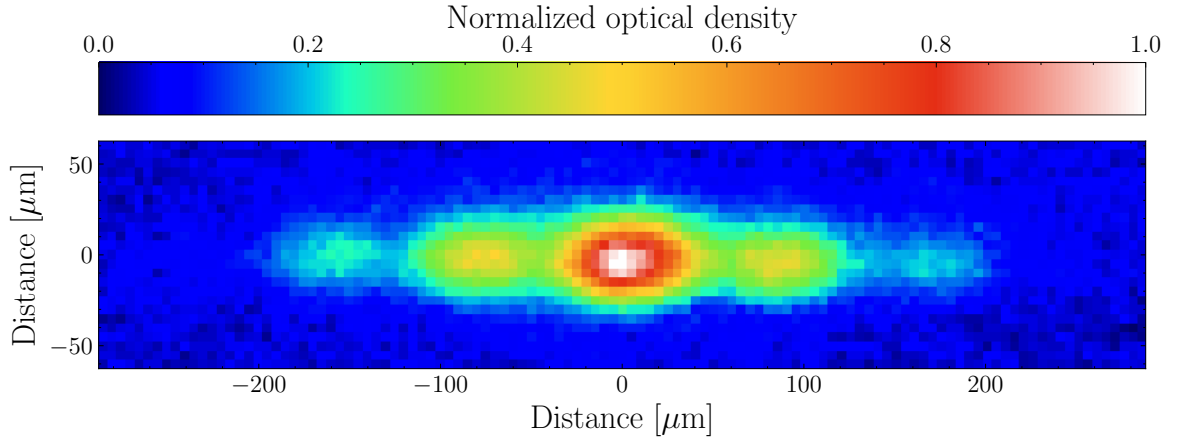 Normalized optical density
0.0 0.2 0.4 0.6 0.8 1.0
Distance [μm]
50
0
−50
−200 −100 0 100 200
Distance [μm]